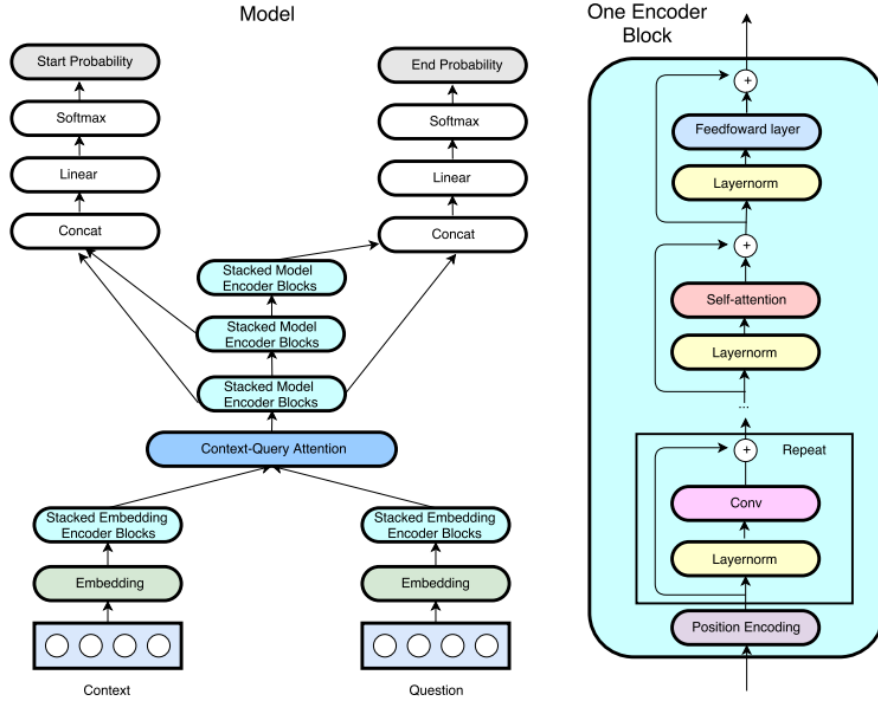 Model
Start Probability
Softmax
Linear
Concat
End Probability
Softmax
Linear
Concat
Stacked Model
Encoder Blocks
Stacked Model
Encoder Blocks
Stacked Model
Encoder Blocks
Context-Query Attention
Stacked Embedding
Encoder Blocks
Embedding
Context
Stacked Embedding
Encoder Blocks
Embedding
Question
One Encoder
Block
+
Feedfoward layer
Layernorm
+
Self-attention
Layernorm
...
+
Repeat
Conv
Layernorm
Position Encoding